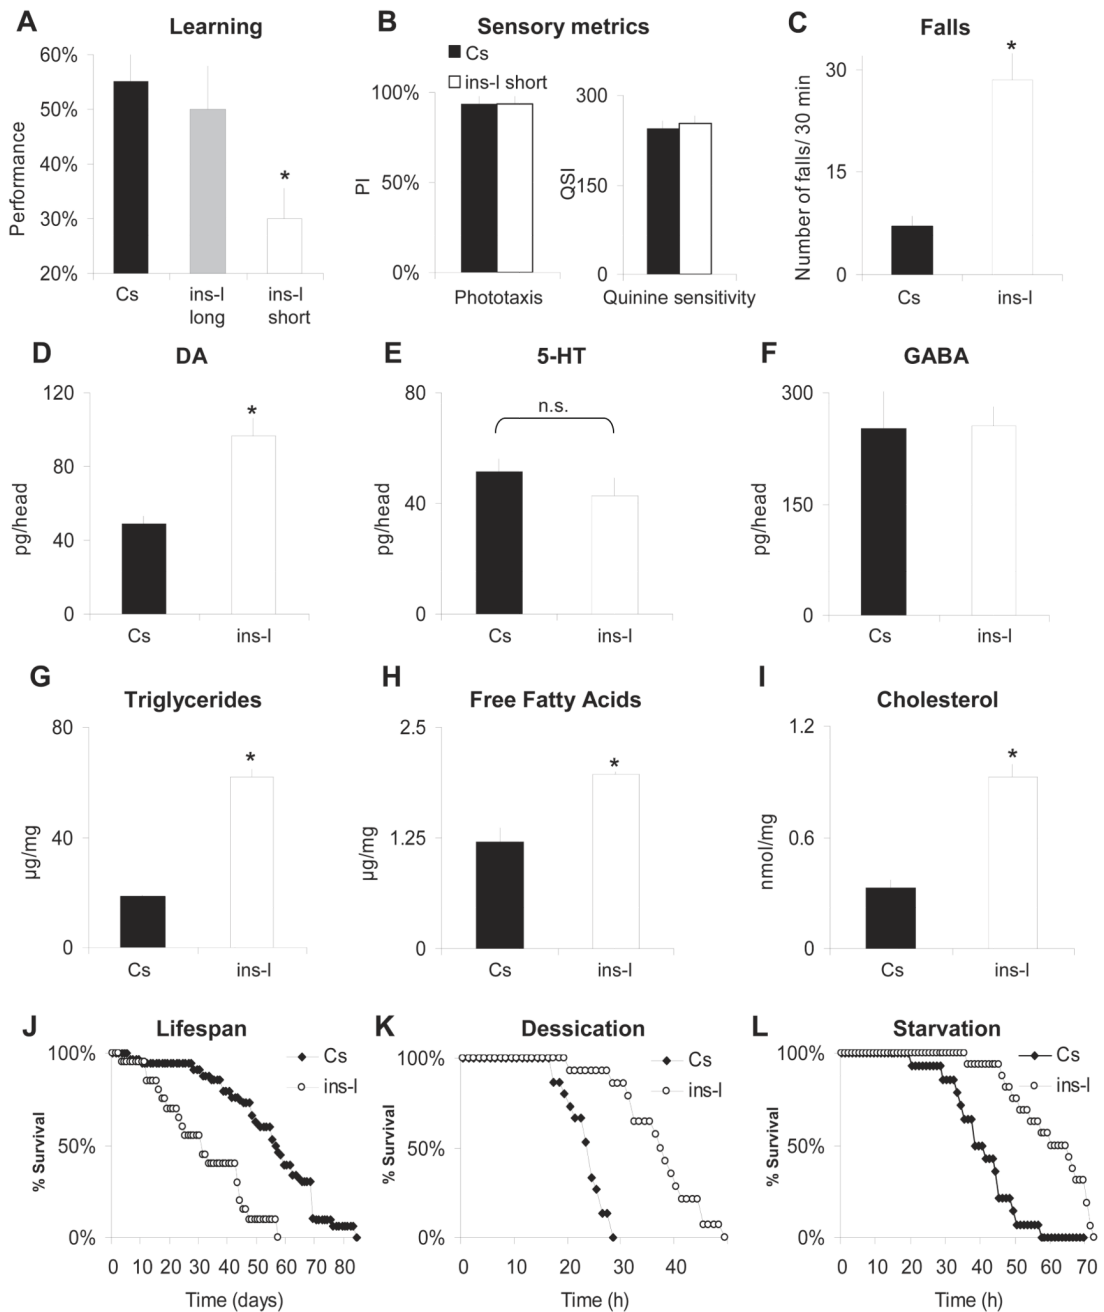 A
Learning
60%
50%
40%
30%
20%
Performance
*
Cs
ins-l long
ins-l short
B
Sensory metrics
Cs
ins-l short
100%
50%
0%
PI
Phototaxis
300
150
0
QSI
Quinine sensitivity
C
Falls
30
15
0
Number of falls/ 30 min
*
Cs
ins-l
D
DA
120
80
40
0
pg/head
*
Cs
ins-l
E
5-HT
80
40
0
pg/head
n.s.
Cs
ins-l
F
GABA
300
150
0
pg/head
Cs
ins-l
G
Triglycerides
80
40
0
µg/mg
*
Cs
ins-l
H
Free Fatty Acids
2.5
1.25
0
µg/mg
*
Cs
ins-l
I
Cholesterol
1.2
0.6
0
nmol/mg
*
Cs
ins-l
J
Lifespan
100%
50%
0%
% Survival
Cs
ins-l
0 10 20 30 40 50 60 70 80
Time (days)
K
Dessication
100%
50%
0%
% Survival
Cs
ins-l
0 10 20 30 40
Time (h)
L
Starvation
100%
50%
0%
% Survival
Cs
ins-l
0 10 20 30 40 50 60 70
Time (h)